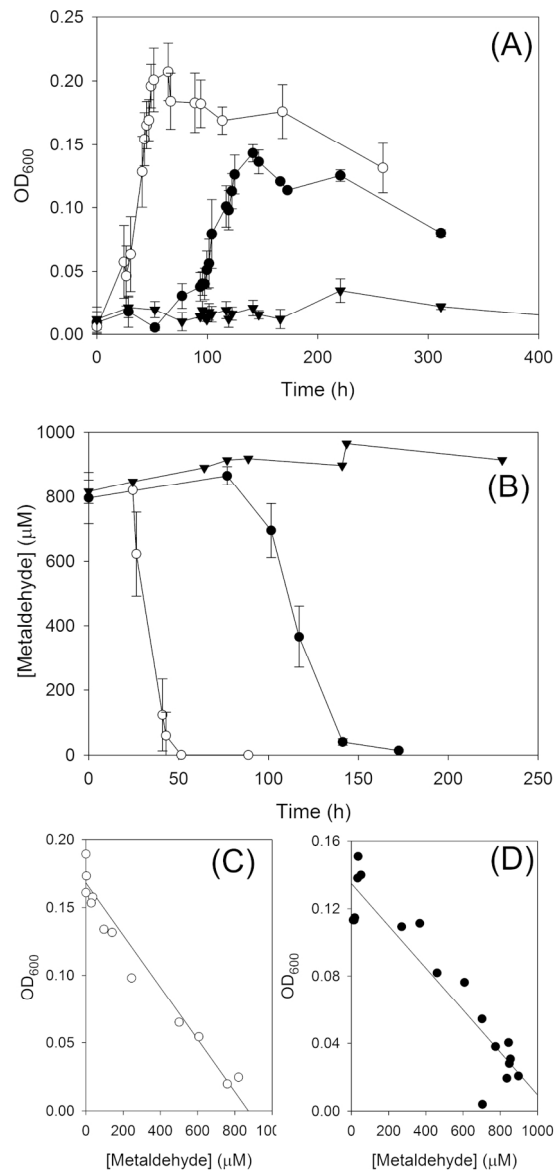 (A)
0.25
0.20
0.15
0.10
0.05
0.00
OD600
0 100 200 300 400
Time (h)
(B)
1000
800
600
400
200
0
[Metaldehyde] (μM)
0 50 100 150 200 250
Time (h)
(C)
0.20
0.15
0.10
0.05
0.00
OD600
0 200 400 600 800 100
[Metaldehyde] (μM)
(D)
0.16
0.12
0.08
0.04
0.00
OD600
0 200 400 600 800 1000
[Metaldehyde] (μM)